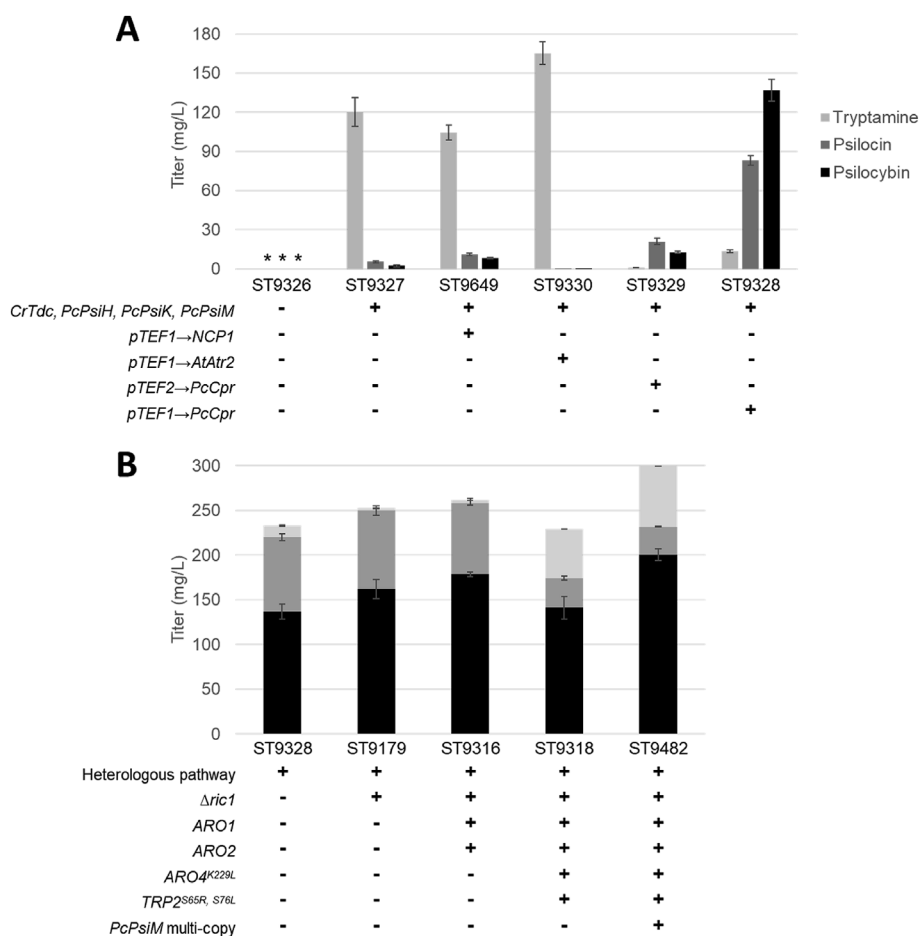 A
180
150
120
90
60
30
0
Titer (mg/L)
Tryptamine
Psilocin
Psilocybin
* * *
ST9326 ST9327 ST9649 ST9330 ST9329 ST9328
CrTdc, PcPsiH, PcPsiK, PcPsiM - + + + + +
pTEF1→NCP1 - - + - - -
pTEF1→AtAtr2 - - - + - -
pTEF2→PcCpr - - - - + -
pTEF1→PcCpr - - - - - +
B
300
250
200
150
100
50
0
Titer (mg/L)
ST9328 ST9179 ST9316 ST9318 ST9482
Heterologous pathway + + + + +
Δric1 - + + + +
ARO1 - - + + +
ARO2 - - + + +
ARO4K229L - - - + +
TRP2S65R, S76L - - - + +
PcPsiM multi-copy - - - - +